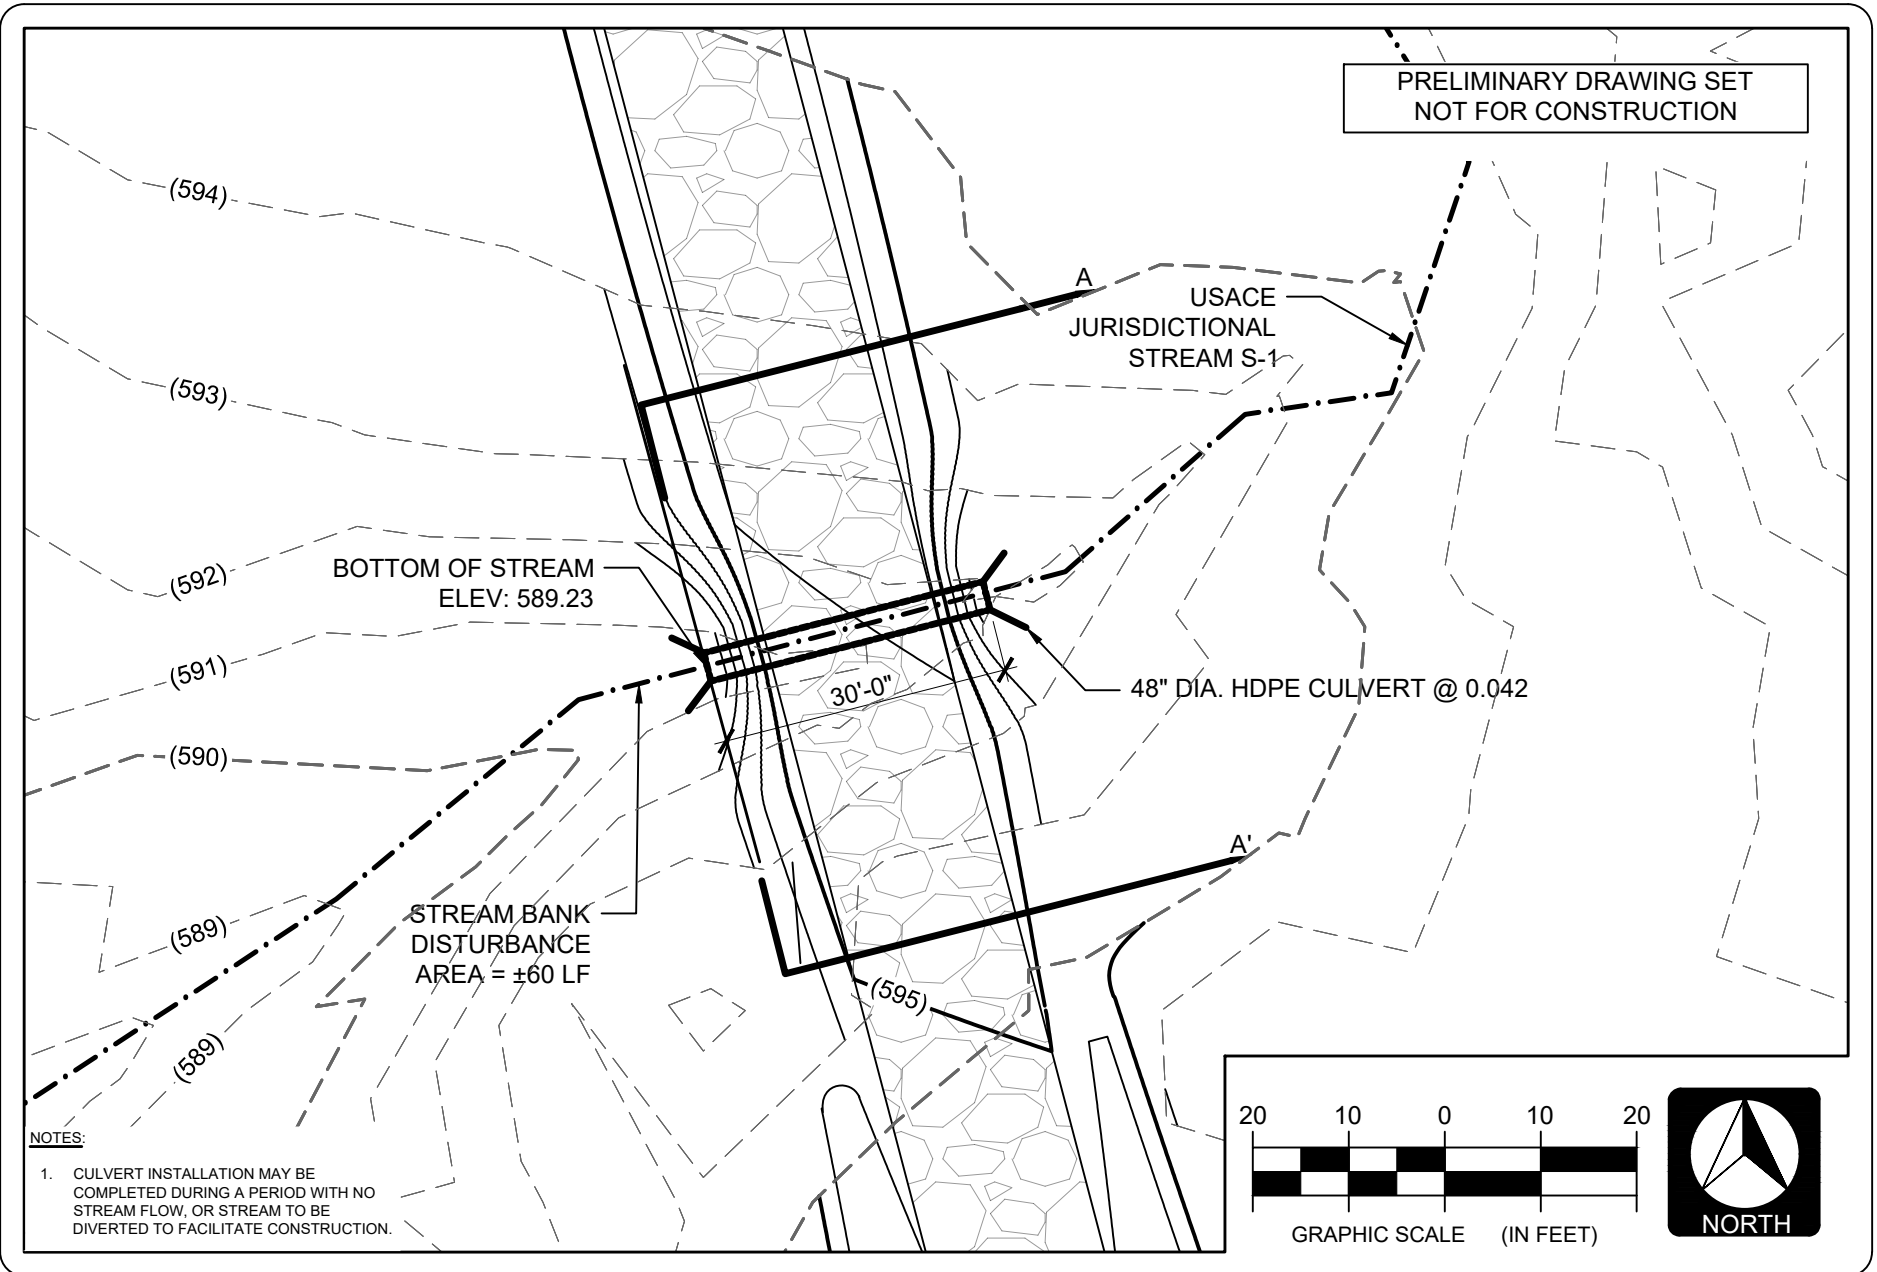 PRELIMINARY DRAWING SET
NOT FOR CONSTRUCTION
(594)
A
USACE
JURISDICTIONAL
STREAM S-1
(593)
BOTTOM OF STREAM
ELEV: 589.23
(592)
(591)
30'-0"
48" DIA. HDPE CULVERT @ 0.042
(590)
A'
STREAM BANK
DISTURBANCE
AREA = ±60 LF
(589)
(595)
(589)
NOTES:
1. CULVERT INSTALLATION MAY BE
COMPLETED DURING A PERIOD WITH NO
STREAM FLOW, OR STREAM TO BE
DIVERTED TO FACILITATE CONSTRUCTION.
20 10 0 10 20
GRAPHIC SCALE (IN FEET)
NORTH